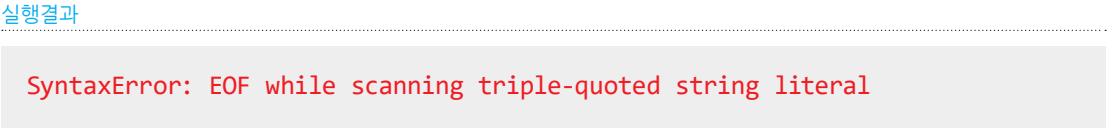 실행결과
SyntaxError: EOF while scanning triple-quoted string literal